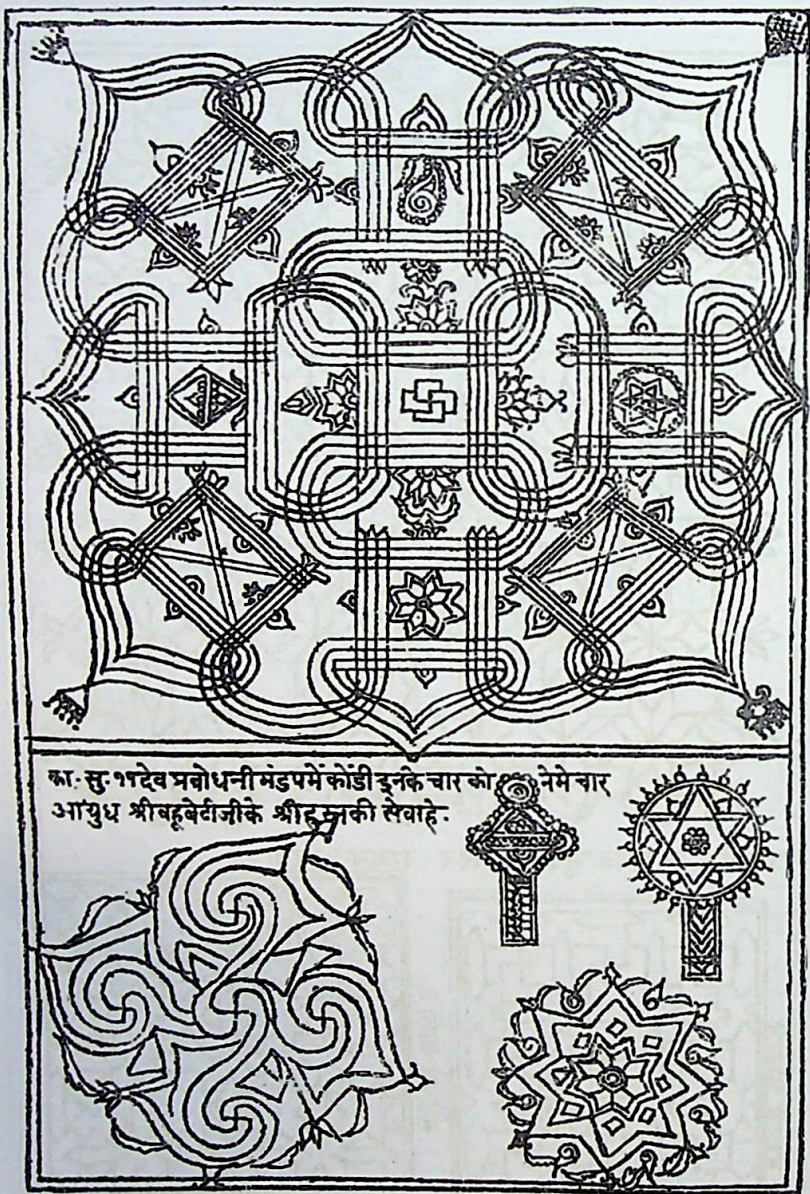 का. सु. ११ देव प्रबोधनी मंडपमें कोंडी इनके चार को नेमे चार
आयुध श्रीबहूबेटीजीके की सेवाहे.